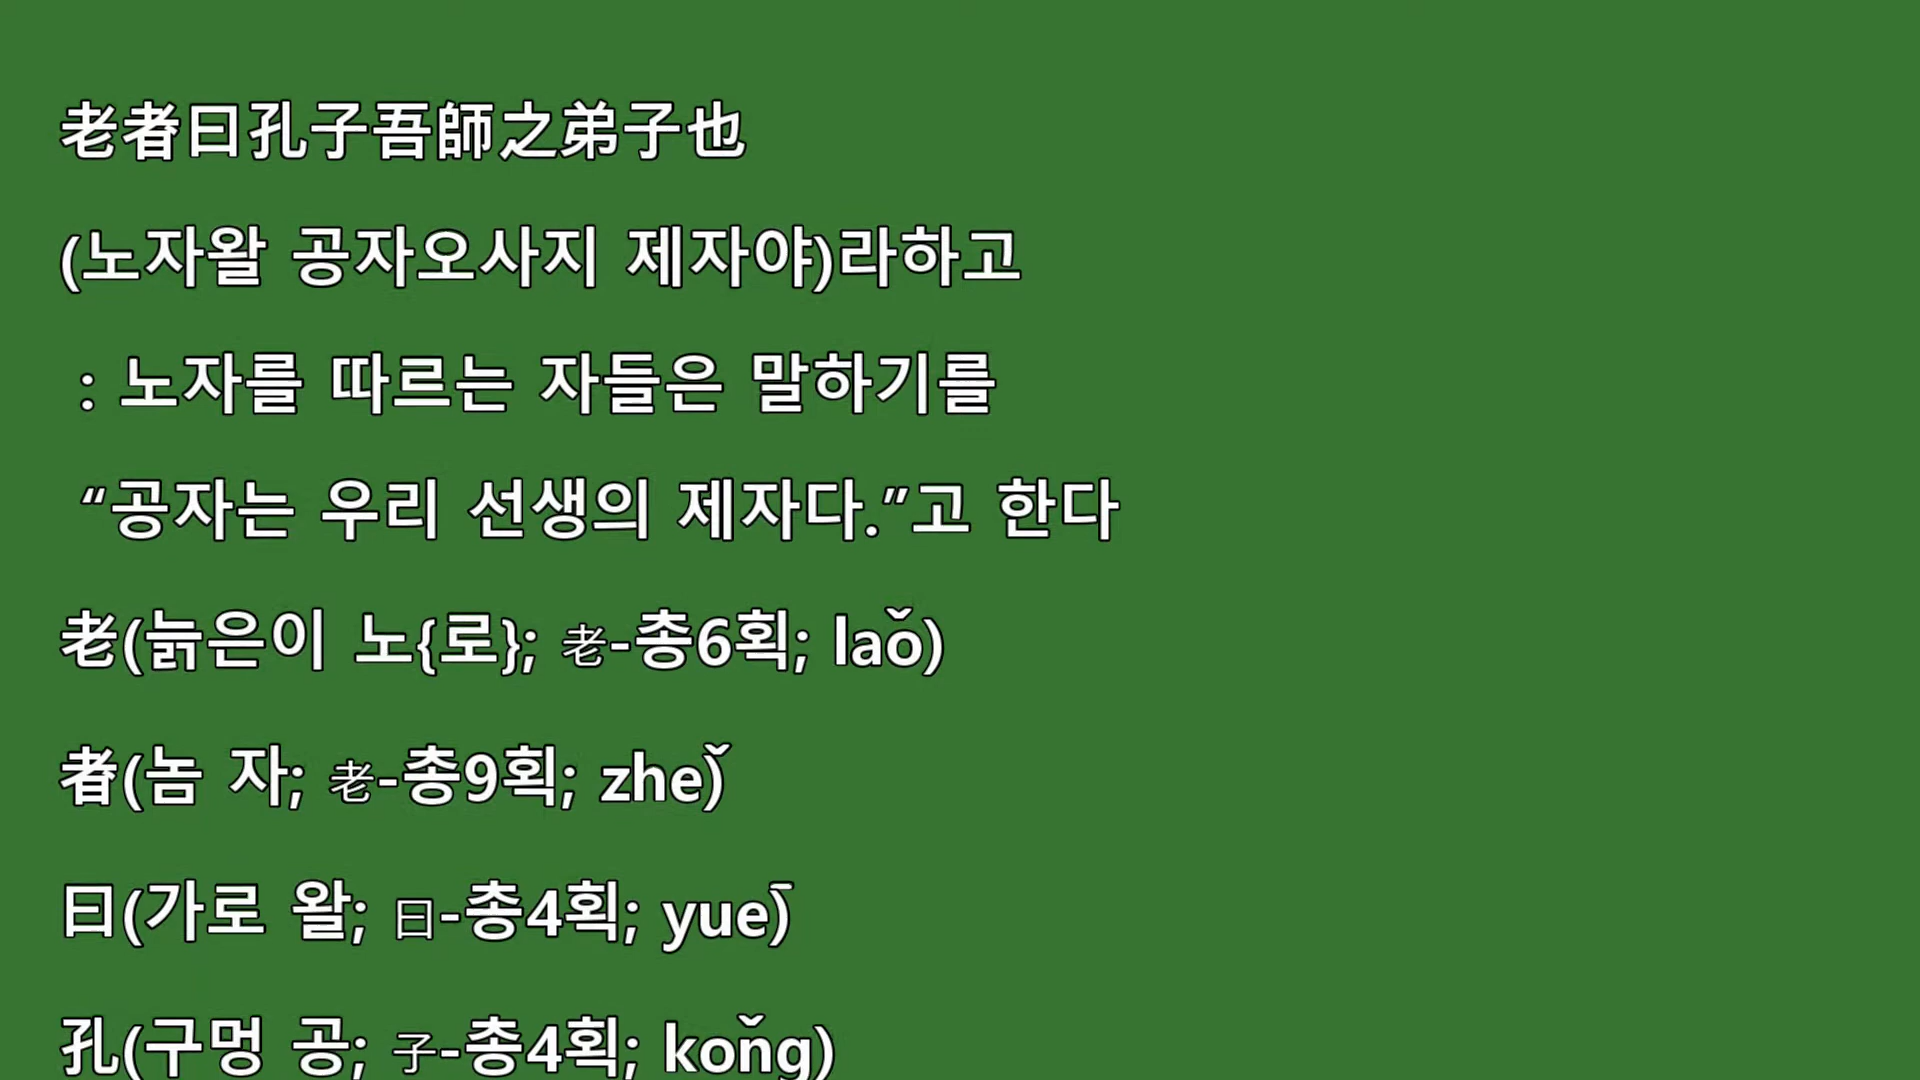 老者曰孔子吾師之弟子也
(노자왈 공자오사지 제자야)라하고
: 노자를 따르는 자들은 말하기를
“공자는 우리 선생의 제자다.”고 한다
老(늙은이 노{로}; 老-총6획; laǒ)
者(놈 자; 老-총9획; zhě)
曰(가로 왈; 曰-총4획; yuē)
孔(구멍 공; 子-총4획; koňg)